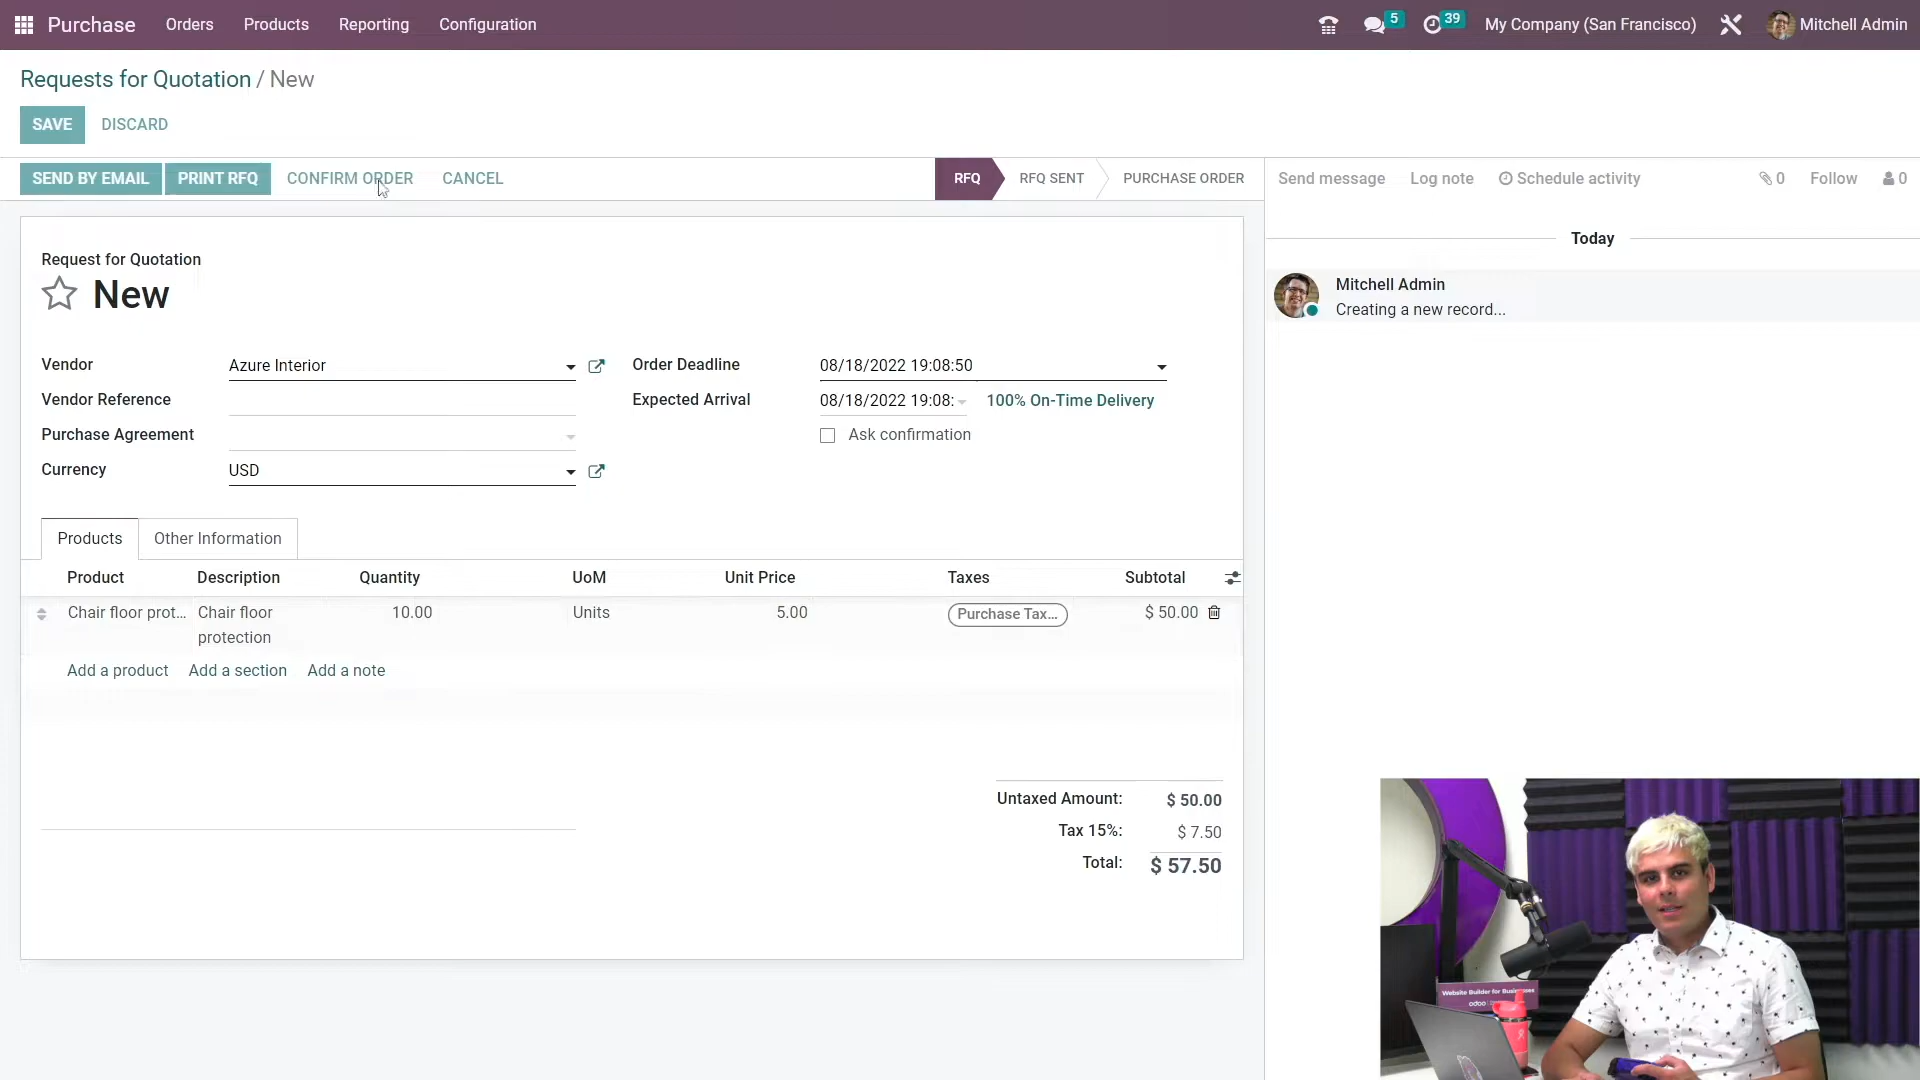 Purchase Orders Products Reporting Configuration 5 39 My Company (San Francisco) Mitchell Admin
Requests for Quotation / New
SAVE DISCARD
SEND BY EMAIL PRINT RFQ CONFIRM ORDER CANCEL RFQ RFQ SENT PURCHASE ORDER Send message Log note Schedule activity 0 Follow 0
Today
Request for Quotation
New
Mitchell Admin
Creating a new record...
Vendor Azure Interior Order Deadline 08/18/2022 19:08:50
Vendor Reference Expected Arrival 08/18/2022 19:08: 100% On-Time Delivery
Purchase Agreement Ask confirmation
Currency USD
Products Other Information
Product Description Quantity UoM Unit Price Taxes Subtotal
Chair floor prot... Chair floor 10.00 Units 5.00 Purchase Tax... $ 50.00
protection
Add a product Add a section Add a note
Untaxed Amount: $ 50.00
Tax 15%: $ 7.50
Total: $ 57.50
Website Builder for Businesses
odoo